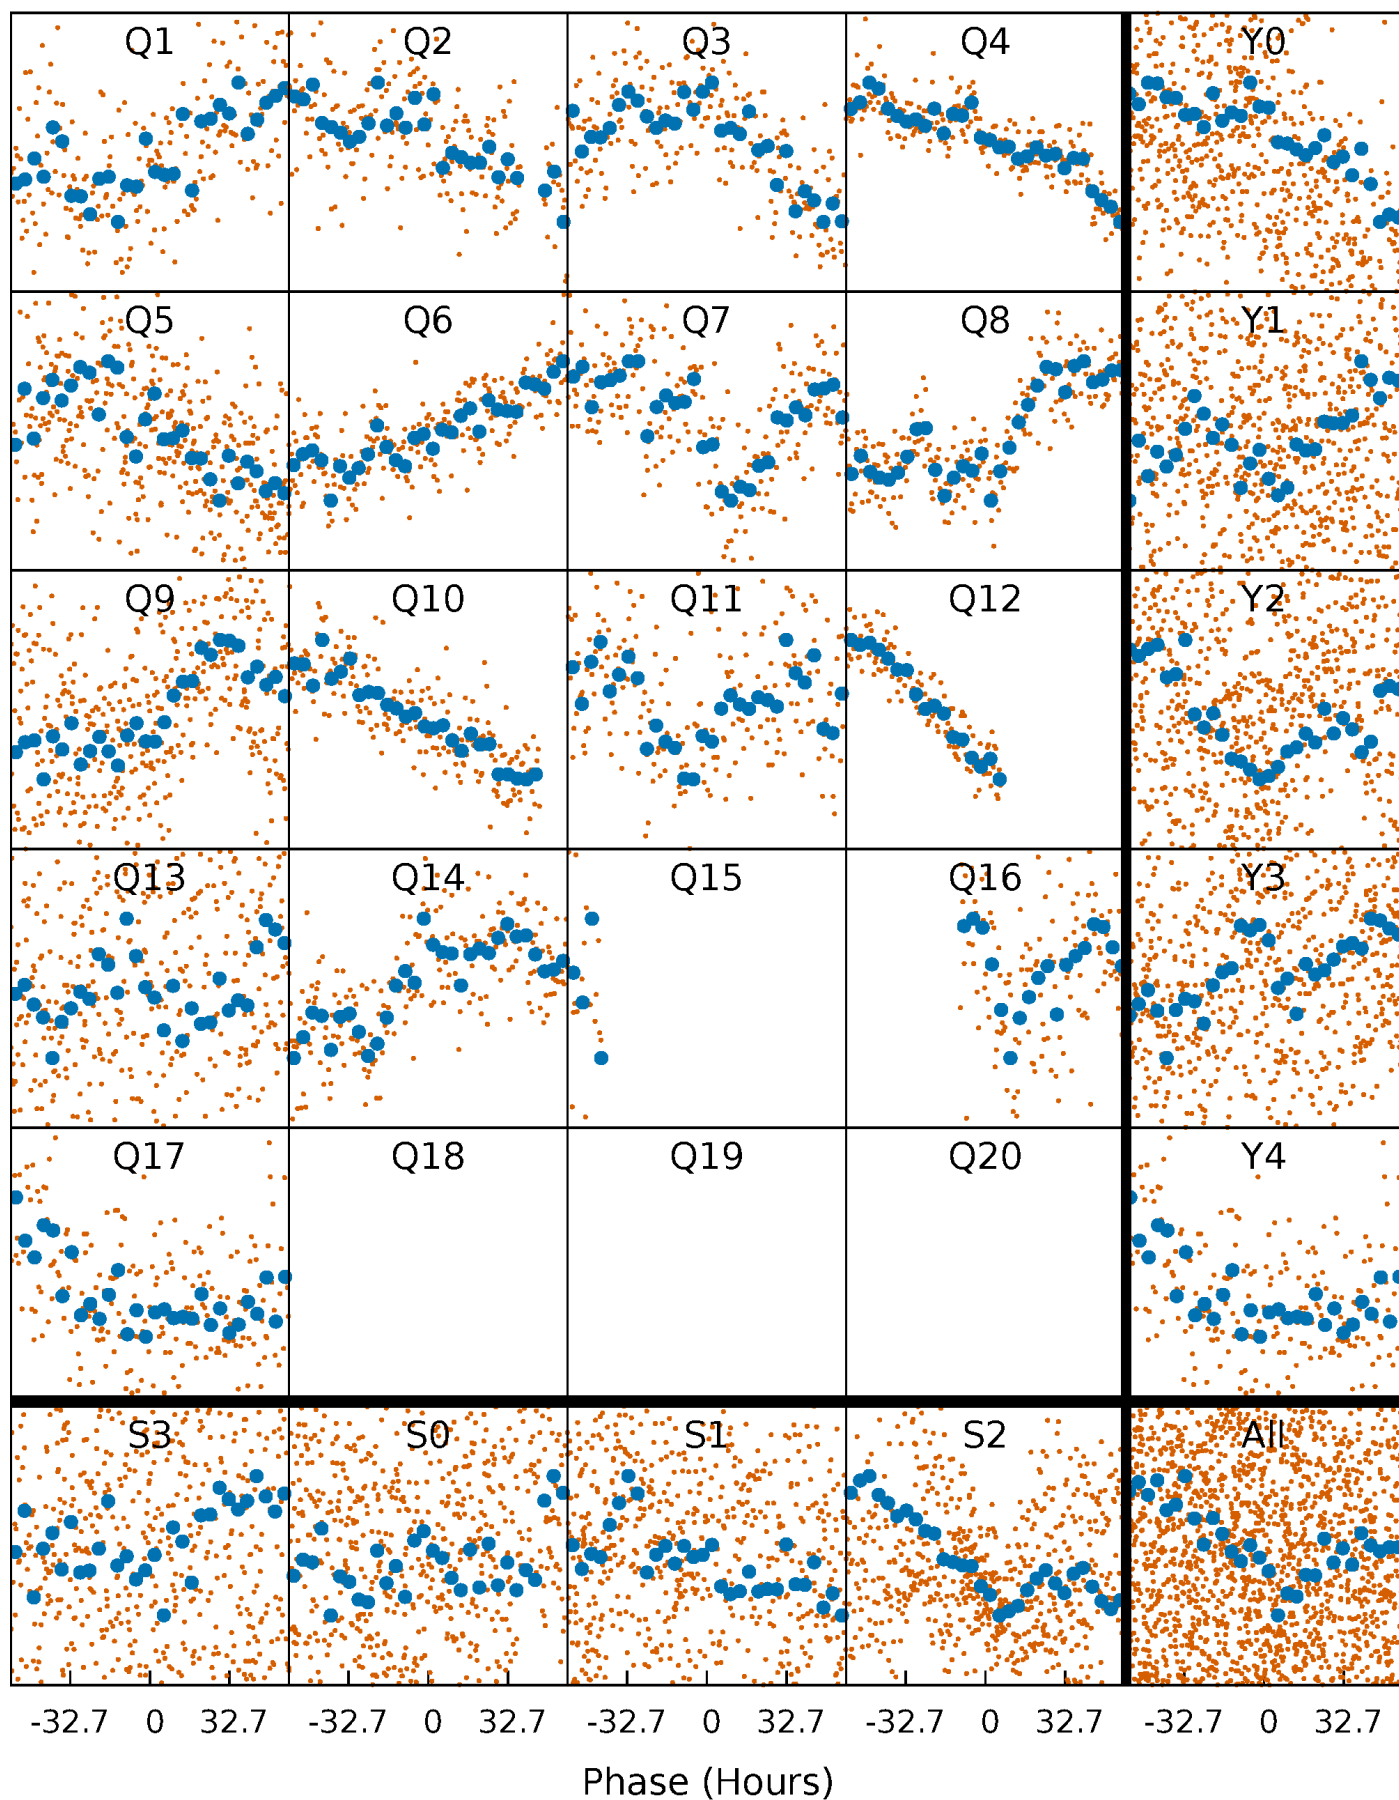 Q1 Q2 Q3 Q4 Y0
Q5 Q6 Q7 Q8 Y1
Q9 Q10 Q11 Q12 Y2
Q13 Q14 Q15 Q16 Y3
Q17 Q18 Q19 Q20 Y4
S3 S0 S1 S2 All
-32.7 0 32.7 -32.7 0 32.7 -32.7 0 32.7 -32.7 0 32.7 -32.7 0 32.7
Phase (Hours)